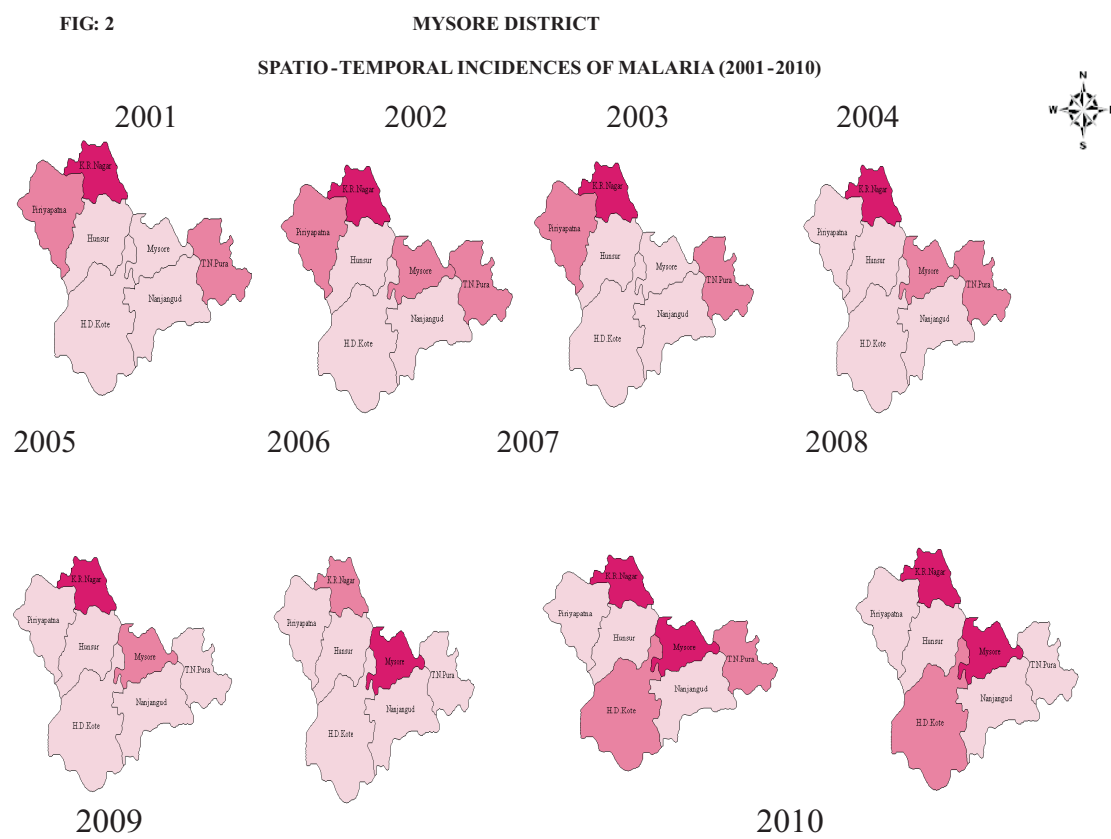 FIG: 2 MYSORE DISTRICT
SPATIO-TEMPORAL INCIDENCES OF MALARIA (2001-2010)
N
W
S
2001 2002 2003 2004
K.R.Nagar
Piriyapatna
Hunsur
Mysore
T.N.Pura
Nanjangud
H.D.Kote
K.R.Nagar
Piriyapatna
Hunsur
Mysore
T.N.Pura
Nanjangud
H.D.Kote
K.R.Nagar
Piriyapatna
Hunsur
Mysore
T.N.Pura
Nanjangud
H.D.Kote
K.R.Nagar
Piriyapatna
Hunsur
Mysore
T.N.Pura
Nanjangud
H.D.Kote
2005 2006 2007 2008
K.R.Nagar
Piriyapatna
Hunsur
Mysore
T.N.Pura
Nanjangud
H.D.Kote
K.R.Nagar
Piriyapatna
Hunsur
Mysore
T.N.Pura
Nanjangud
H.D.Kote
K.R.Nagar
Piriyapatna
Hunsur
Mysore
T.N.Pura
Nanjangud
H.D.Kote
K.R.Nagar
Piriyapatna
Hunsur
Mysore
T.N.Pura
Nanjangud
H.D.Kote
2009 2010